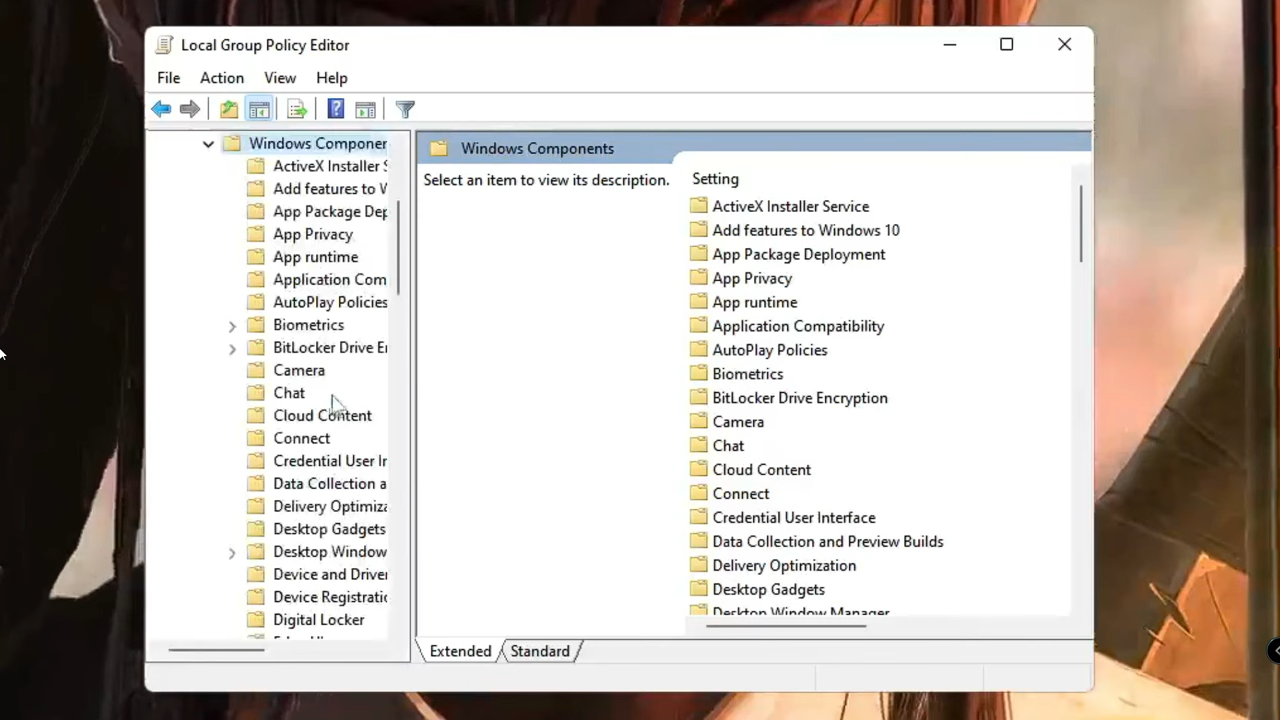 Local Group Policy Editor
File Action View Help
Windows Componer
ActiveX Installer S
Add features to W
App Package Dep
App Privacy
App runtime
Application Com
AutoPlay Policies
Biometrics
BitLocker Drive Er
Camera
Chat
Cloud Content
Connect
Credential User Ir
Data Collection a
Delivery Optimiza
Desktop Gadgets
Desktop Window
Device and Driver
Device Registratio
Digital Locker
Windows Components
Select an item to view its description.
Setting
ActiveX Installer Service
Add features to Windows 10
App Package Deployment
App Privacy
App runtime
Application Compatibility
AutoPlay Policies
Biometrics
BitLocker Drive Encryption
Camera
Chat
Cloud Content
Connect
Credential User Interface
Data Collection and Preview Builds
Delivery Optimization
Desktop Gadgets
Desktop Window Manager
Extended Standard